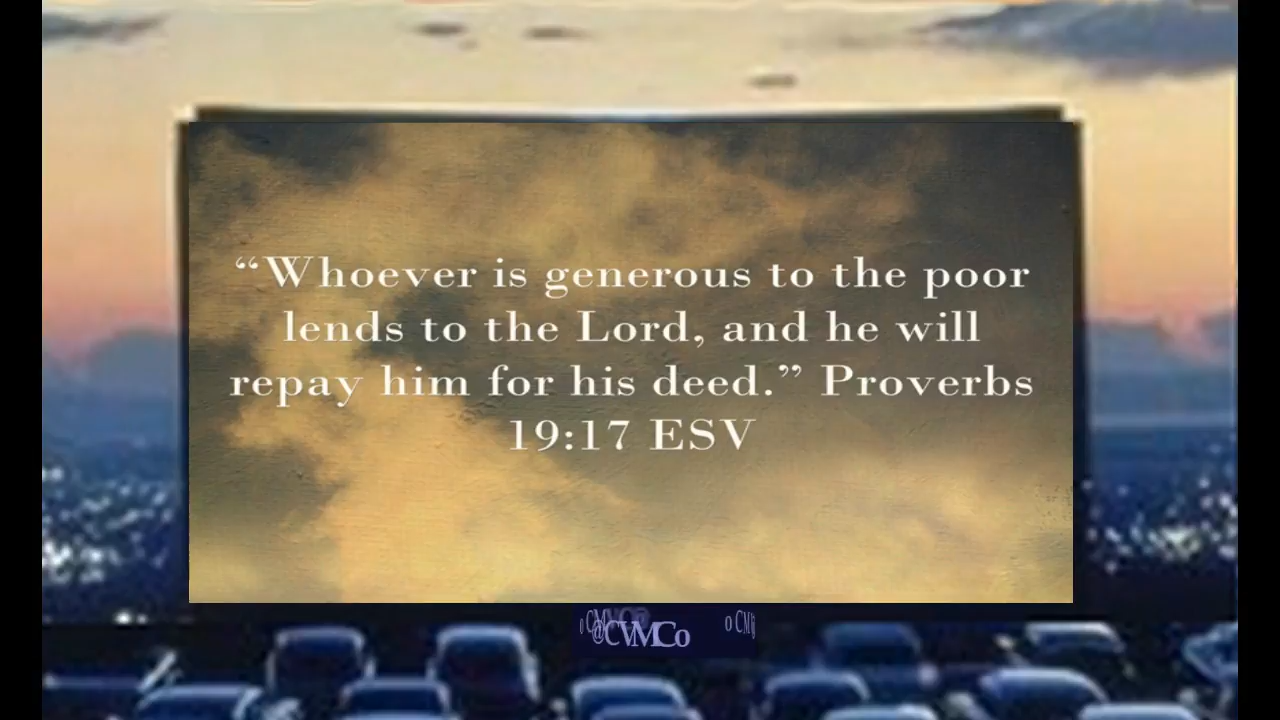 “Whoever is generous to the poor
lends to the Lord, and he will
repay him for his deed.” Proverbs
19:17 ESV
@CVMCo